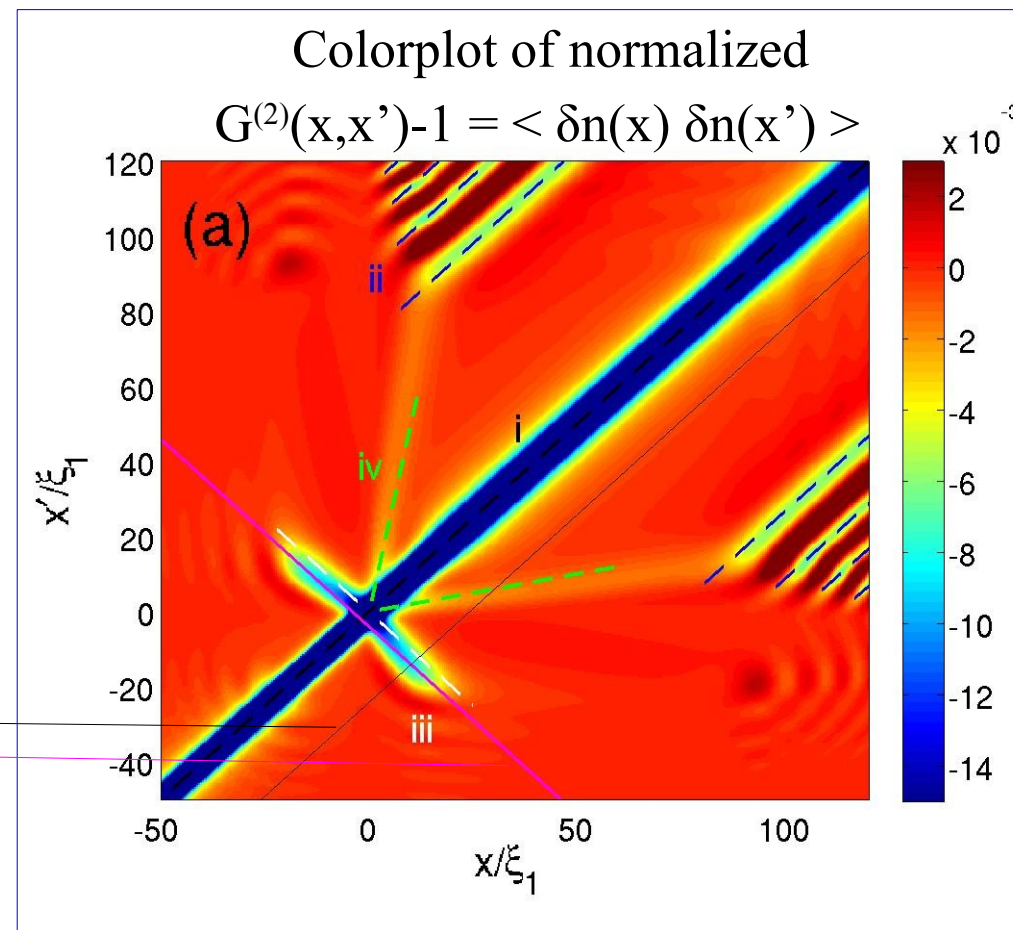 Colorplot of normalized
G⁽²⁾(x,x’)-1 = < δn(x) δn(x’) >
x 10⁻³
(a)
120
100
80
60
40
20
0
-20
-40
x'/ξ₁
ii
i
iv
iii
-50
0
50
100
x/ξ₁
2
0
-2
-4
-6
-8
-10
-12
-14